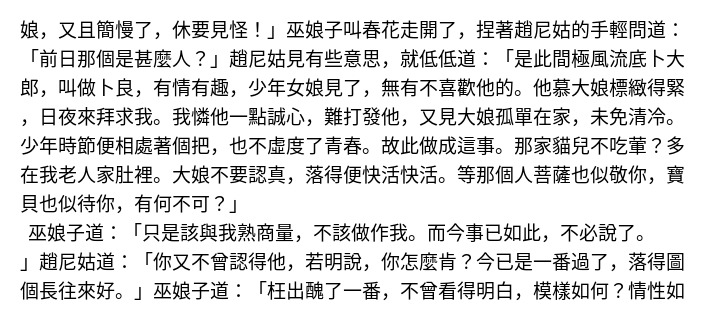 娘，又且簡慢了，休要見怪！」巫娘子叫春花走開了，捏著趙尼姑的手輕問道：
「前日那個是甚麼人？」趙尼姑見有些意思，就低低道：「是此間極風流底卜大
郎，叫做卜良，有情有趣，少年女娘見了，無有不喜歡他的。他慕大娘標緻得緊
，日夜來拜求我。我憐他一點誠心，難打發他，又見大娘孤單在家，未免清冷。
少年時節便相處著個把，也不虛度了青春。故此做成這事。那家貓兒不吃葷？多
在我老人家肚裡。大娘不要認真，落得便快活快活。等那個人菩薩也似敬你，寶
貝也似待你，有何不可？」
巫娘子道：「只是該與我熟商量，不該做作我。而今事已如此，不必說了。
」趙尼姑道：「你又不曾認得他，若明說，你怎麼肯？今已是一番過了，落得圖
個長往來好。」巫娘子道：「枉出醜了一番，不曾看得明白，模樣如何？情性如